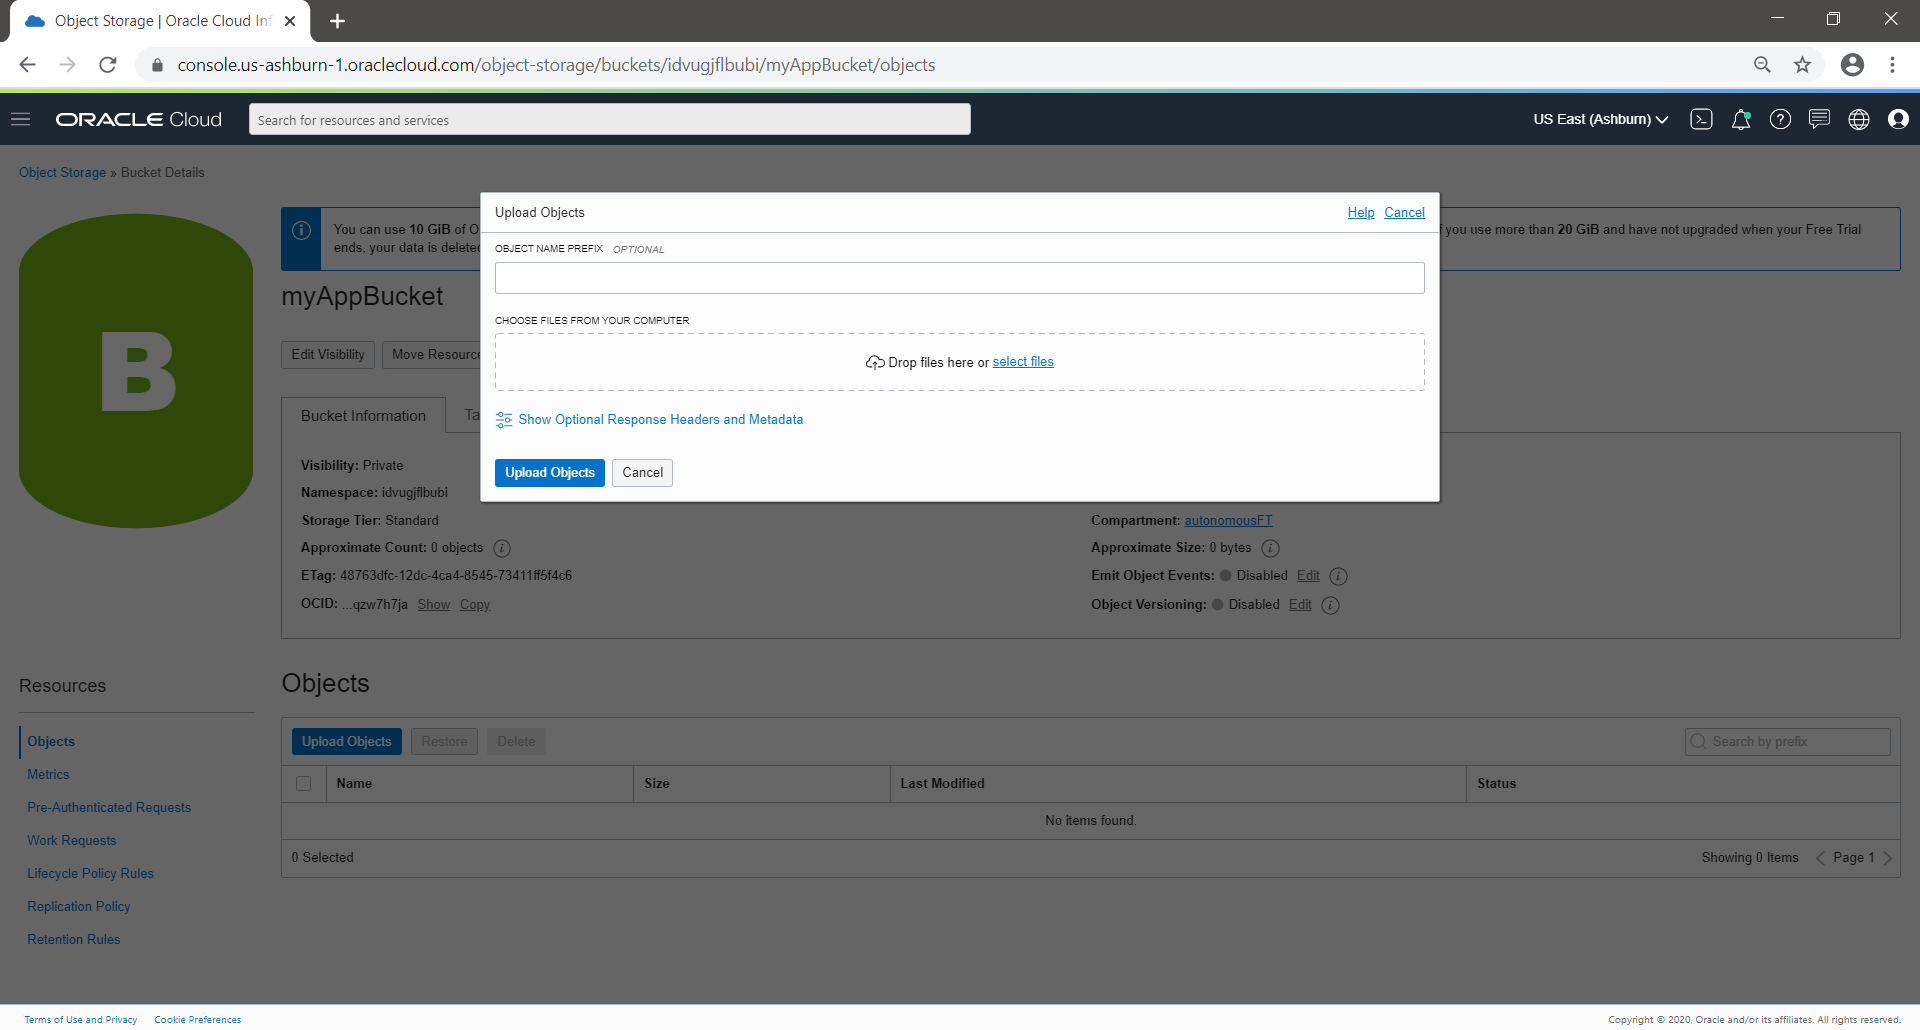 Object Storage | Oracle Cloud Inf
console.us-ashburn-1.oraclecloud.com/object-storage/buckets/idvugjflbubi/myAppBucket/objects
ORACLE Cloud
Search for resources and services
US East (Ashburn)
Object Storage » Bucket Details
B
You can use 10 GiB of O
f you use more than 20 GiB and have not upgraded when your Free Trial
ends, your data is deleted
myAppBucket
Edit Visibility
Move Resource
Upload Objects
Help
Cancel
OBJECT NAME PREFIX OPTIONAL
CHOOSE FILES FROM YOUR COMPUTER
Drop files here or select files
Show Optional Response Headers and Metadata
Upload Objects
Cancel
Bucket Information
Ta
Visibility: Private
Namespace: idvugjflbubi
Storage Tier: Standard
Approximate Count: 0 objects
ETag: 48763dfc-12dc-4ca4-8545-73411ff5f4c6
OCID: ...qzw7h7ja Show Copy
Compartment: autonomousFT
Approximate Size: 0 bytes
Emit Object Events: Disabled Edit
Object Versioning: Disabled Edit
Resources
Objects
Metrics
Pre-Authenticated Requests
Work Requests
Lifecycle Policy Rules
Replication Policy
Retention Rules
Objects
Upload Objects
Restore
Delete
Search by prefix
Name
Size
Last Modified
Status
No items found.
0 Selected
Showing 0 Items
Page 1
Terms of Use and Privacy
Cookie Preferences
Copyright © 2020, Oracle and/or its affiliates. All rights reserved.